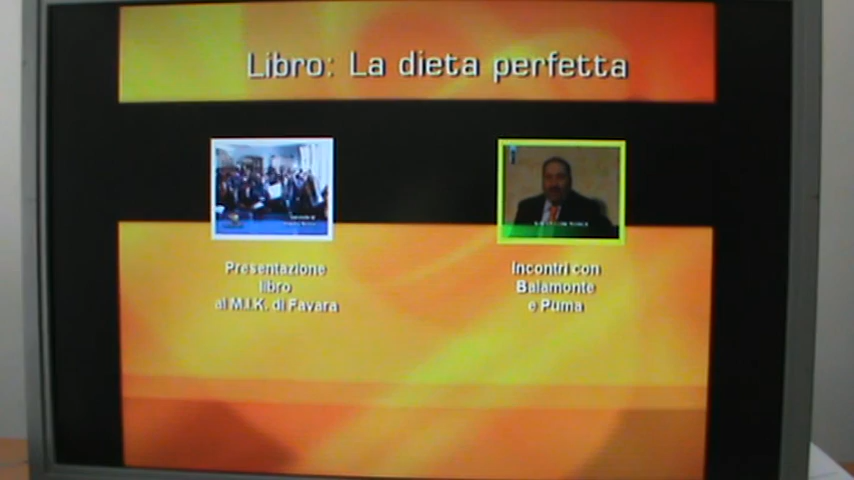 Libro: La dieta perfetta
Presentazione
libro
al M.I.K. di Favara
Incontri con
Balamonte
e Puma